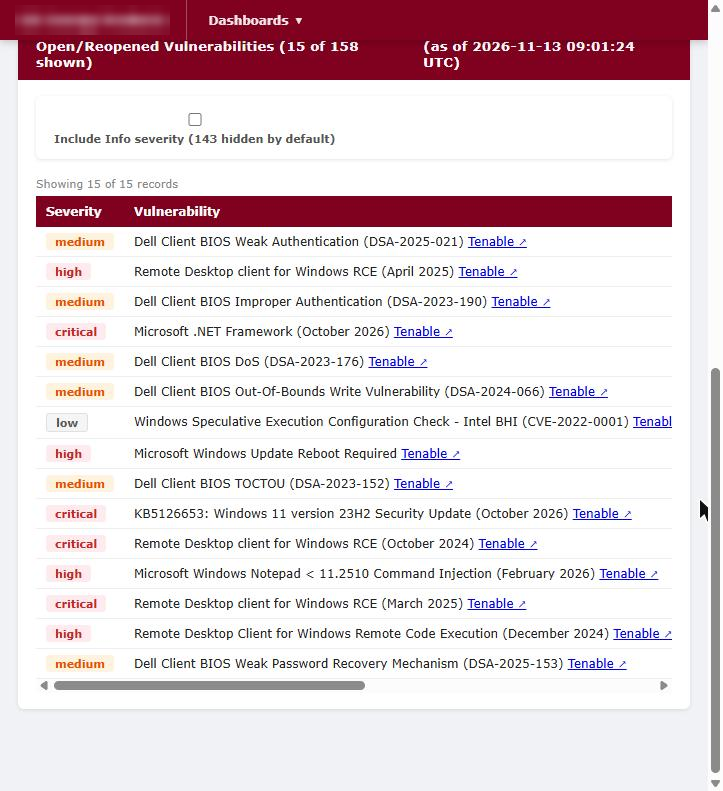 Dashboards ▼
Open/Reopened Vulnerabilities (15 of 158 shown)
(as of 2026-11-13 09:01:24 UTC)
Include Info severity (143 hidden by default)
Showing 15 of 15 records
Severity Vulnerability
medium Dell Client BIOS Weak Authentication (DSA-2025-021) Tenable ↗
high Remote Desktop client for Windows RCE (April 2025) Tenable ↗
medium Dell Client BIOS Improper Authentication (DSA-2023-190) Tenable ↗
critical Microsoft .NET Framework (October 2026) Tenable ↗
medium Dell Client BIOS DoS (DSA-2023-176) Tenable ↗
medium Dell Client BIOS Out-Of-Bounds Write Vulnerability (DSA-2024-066) Tenable ↗
low Windows Speculative Execution Configuration Check - Intel BHI (CVE-2022-0001) Tenabl
high Microsoft Windows Update Reboot Required Tenable ↗
medium Dell Client BIOS TOCTOU (DSA-2023-152) Tenable ↗
critical KB5126653: Windows 11 version 23H2 Security Update (October 2026) Tenable ↗
critical Remote Desktop client for Windows RCE (October 2024) Tenable ↗
high Microsoft Windows Notepad < 11.2510 Command Injection (February 2026) Tenable ↗
critical Remote Desktop client for Windows RCE (March 2025) Tenable ↗
high Remote Desktop Client for Windows Remote Code Execution (December 2024) Tenable ↗
medium Dell Client BIOS Weak Password Recovery Mechanism (DSA-2025-153) Tenable ↗